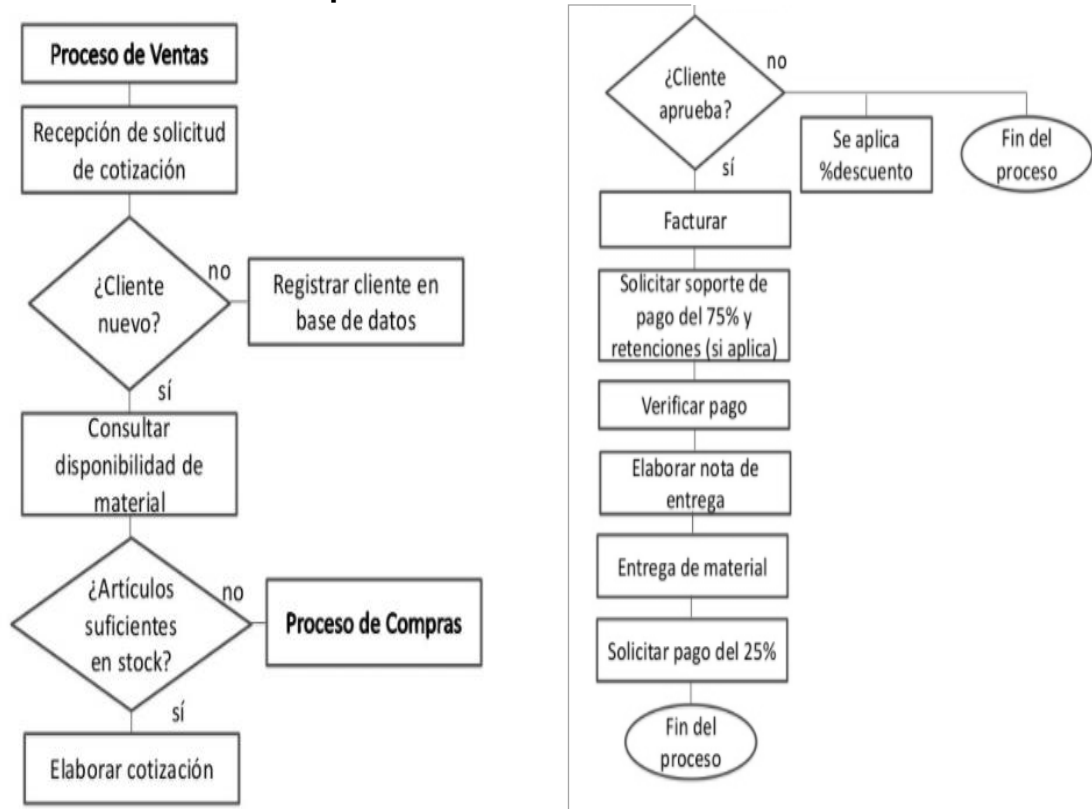 Proceso de Ventas
Recepción de solicitud
de cotización
¿Cliente
nuevo?
no
Registrar cliente en
base de datos
sí
Consultar
disponibilidad de
material
¿Artículos
suficientes
en stock?
no
Proceso de Compras
sí
Elaborar cotización
¿Cliente
aprueba?
no
Se aplica
%descuento
Fin del
proceso
sí
Facturar
Solicitar soporte de
pago del 75% y
retenciones (si aplica)
Verificar pago
Elaborar nota de
entrega
Entrega de material
Solicitar pago del 25%
Fin del
proceso